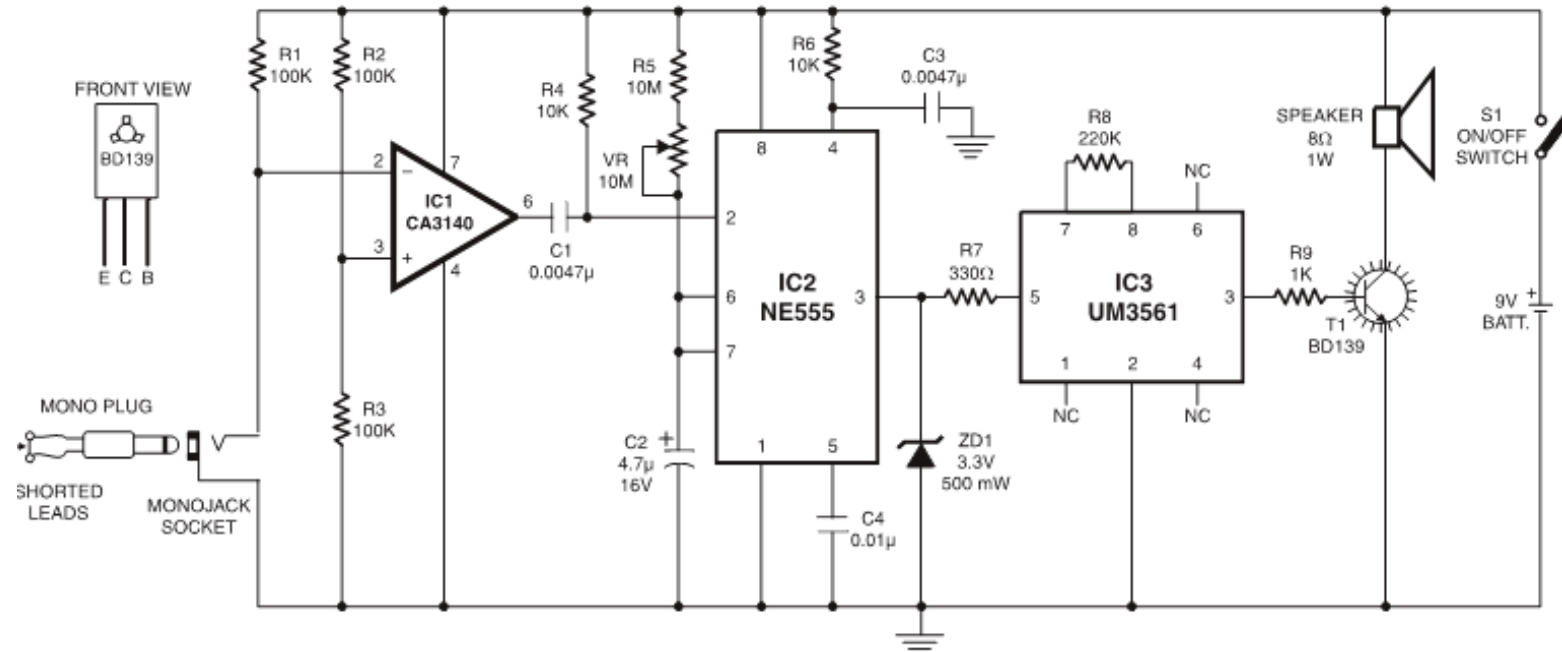 FRONT VIEW
BD139
E C B
R1
100K
R2
100K
2
−
7
IC1
CA3140
6
3
+
4
C1
0.0047µ
R4
10K
R5
10M
VR
10M
R6
10K
C3
0.0047µ
8
4
2
IC2
NE555
6
3
7
1
5
R3
100K
MONO PLUG
SHORTED
LEADS
MONOJACK
SOCKET
C2
4.7µ
16V
+
C4
0.01µ
ZD1
3.3V
500 mW
R7
330Ω
R8
220K
NC
7
8
6
5
IC3
UM3561
3
1
2
4
NC
NC
R9
1K
T1
BD139
SPEAKER
8Ω
1W
S1
ON/OFF
SWITCH
9V
BATT.
+